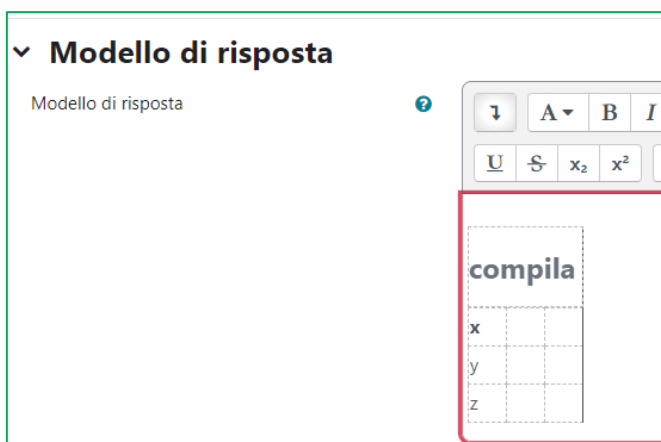 Modello di risposta
Modello di risposta
A B I
U S x₂ x²
compila
x
y
z